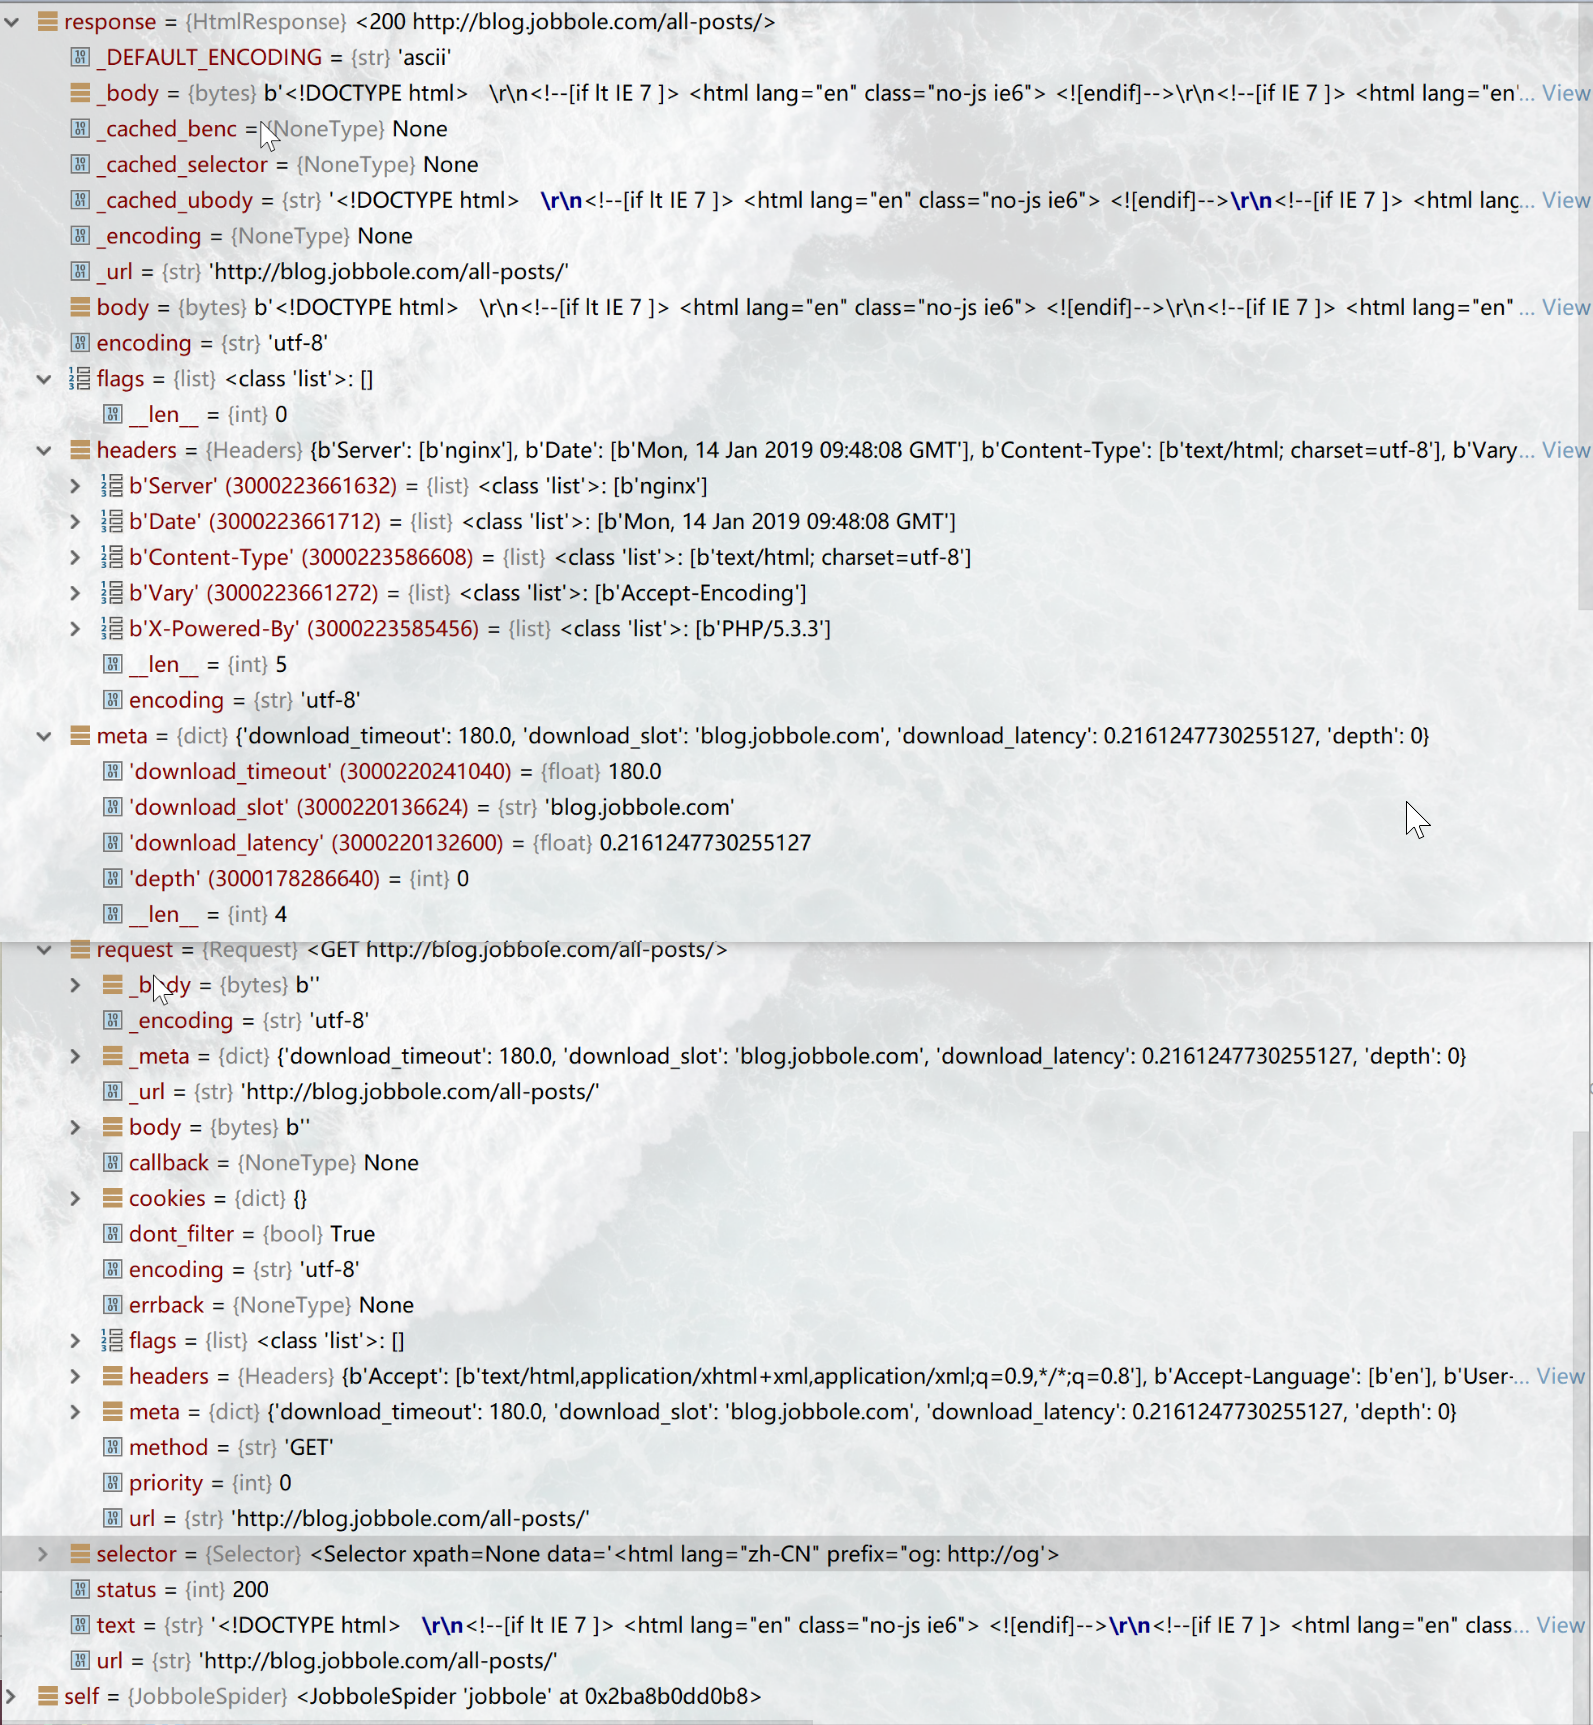 response = {HtmlResponse} <200 http://blog.jobbole.com/all-posts/>
_DEFAULT_ENCODING = {str} 'ascii'
_body = {bytes} b'<!DOCTYPE html>   \r\n<!--[if lt IE 7 ]> <html lang="en" class="no-js ie6"> <![endif]-->\r\n<!--[if IE 7 ]> <html lang="en'... View
_cached_benc = {NoneType} None
_cached_selector = {NoneType} None
_cached_ubody = {str} '<!DOCTYPE html>   \r\n<!--[if lt IE 7 ]> <html lang="en" class="no-js ie6"> <![endif]-->\r\n<!--[if IE 7 ]> <html lang... View
_encoding = {NoneType} None
_url = {str} 'http://blog.jobbole.com/all-posts/'
body = {bytes} b'<!DOCTYPE html>   \r\n<!--[if lt IE 7 ]> <html lang="en" class="no-js ie6"> <![endif]-->\r\n<!--[if IE 7 ]> <html lang="en" ... View
encoding = {str} 'utf-8'
flags = {list} <class 'list'>: []
__len__ = {int} 0
headers = {Headers} {b'Server': [b'nginx'], b'Date': [b'Mon, 14 Jan 2019 09:48:08 GMT'], b'Content-Type': [b'text/html; charset=utf-8'], b'Vary... View
b'Server' (3000223661632) = {list} <class 'list'>: [b'nginx']
b'Date' (3000223661712) = {list} <class 'list'>: [b'Mon, 14 Jan 2019 09:48:08 GMT']
b'Content-Type' (3000223586608) = {list} <class 'list'>: [b'text/html; charset=utf-8']
b'Vary' (3000223661272) = {list} <class 'list'>: [b'Accept-Encoding']
b'X-Powered-By' (3000223585456) = {list} <class 'list'>: [b'PHP/5.3.3']
__len__ = {int} 5
encoding = {str} 'utf-8'
meta = {dict} {'download_timeout': 180.0, 'download_slot': 'blog.jobbole.com', 'download_latency': 0.2161247730255127, 'depth': 0}
'download_timeout' (3000220241040) = {float} 180.0
'download_slot' (3000220136624) = {str} 'blog.jobbole.com'
'download_latency' (3000220132600) = {float} 0.2161247730255127
'depth' (3000178286640) = {int} 0
__len__ = {int} 4
request = {Request} <GET http://blog.jobbole.com/all-posts/>
_body = {bytes} b''
_encoding = {str} 'utf-8'
_meta = {dict} {'download_timeout': 180.0, 'download_slot': 'blog.jobbole.com', 'download_latency': 0.2161247730255127, 'depth': 0}
_url = {str} 'http://blog.jobbole.com/all-posts/'
body = {bytes} b''
callback = {NoneType} None
cookies = {dict} {}
dont_filter = {bool} True
encoding = {str} 'utf-8'
errback = {NoneType} None
flags = {list} <class 'list'>: []
headers = {Headers} {b'Accept': [b'text/html,application/xhtml+xml,application/xml;q=0.9,*/*;q=0.8'], b'Accept-Language': [b'en'], b'User-... View
meta = {dict} {'download_timeout': 180.0, 'download_slot': 'blog.jobbole.com', 'download_latency': 0.2161247730255127, 'depth': 0}
method = {str} 'GET'
priority = {int} 0
url = {str} 'http://blog.jobbole.com/all-posts/'
selector = {Selector} <Selector xpath=None data='<html lang="zh-CN" prefix="og: http://og'>
status = {int} 200
text = {str} '<!DOCTYPE html>   \r\n<!--[if lt IE 7 ]> <html lang="en" class="no-js ie6"> <![endif]-->\r\n<!--[if IE 7 ]> <html lang="en" class... View
url = {str} 'http://blog.jobbole.com/all-posts/'
self = {JobboleSpider} <JobboleSpider 'jobbole' at 0x2ba8b0dd0b8>